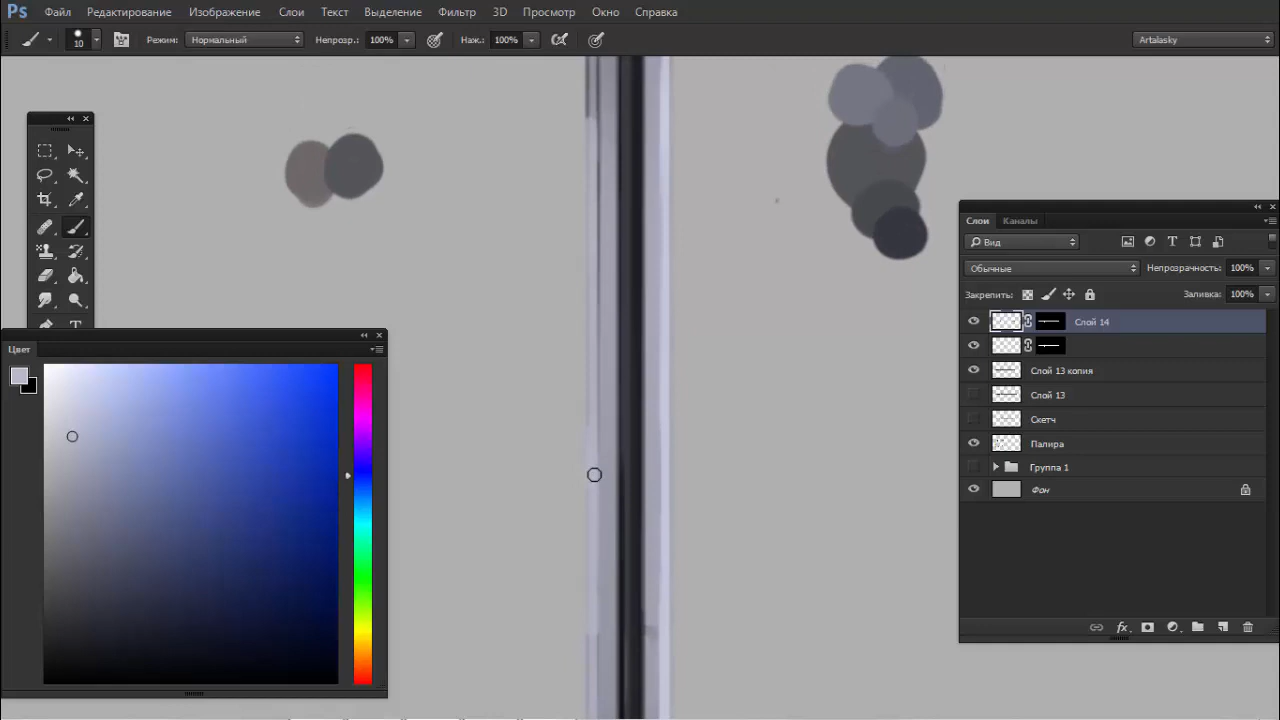 Ps Файл Редактирование Изображение Слои Текст Выделение Фильтр 3D Просмотр Окно Справка
10 Режим: Нормальный Непрозр.: 100% Наж.: 100% Artalasky
Слои Каналы
Вид
Обычные Непрозрачность: 100%
Закрепить: Заливка: 100%
Слой 14
Слой 13 копия
Слой 13
Скетч
Палира
Группа 1
Фон
Цвет